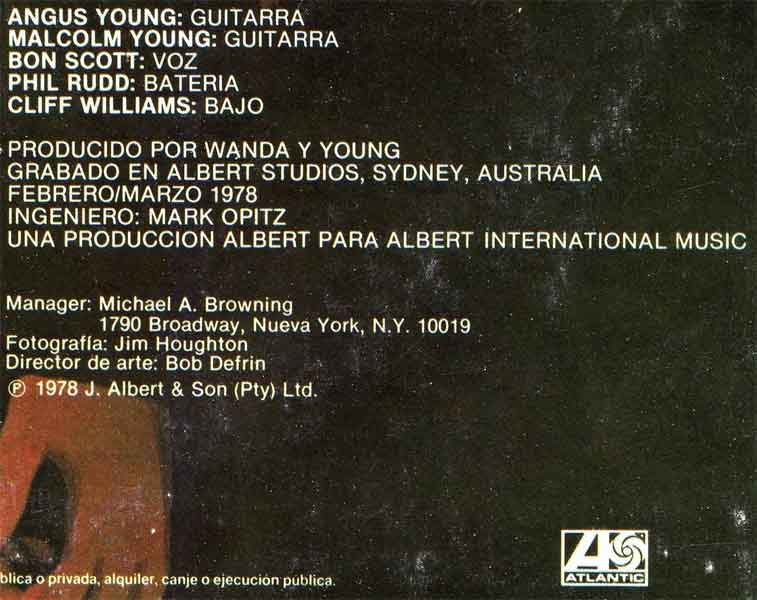 ANGUS YOUNG: GUITARRA
MALCOLM YOUNG: GUITARRA
BON SCOTT: VOZ
PHIL RUDD: BATERIA
CLIFF WILLIAMS: BAJO
PRODUCIDO POR WANDA Y YOUNG
GRABADO EN ALBERT STUDIOS, SYDNEY, AUSTRALIA
FEBRERO/MARZO 1978
INGENIERO: MARK OPITZ
UNA PRODUCCION ALBERT PARA ALBERT INTERNATIONAL MUSIC
Manager: Michael A. Browning
1790 Broadway, Nueva York, N.Y. 10019
Fotografía: Jim Houghton
Director de arte: Bob Defrin
℗ 1978 J. Albert & Son (Pty) Ltd.
blica o privada, alquiler, canje o ejecución pública.
ATLANTIC